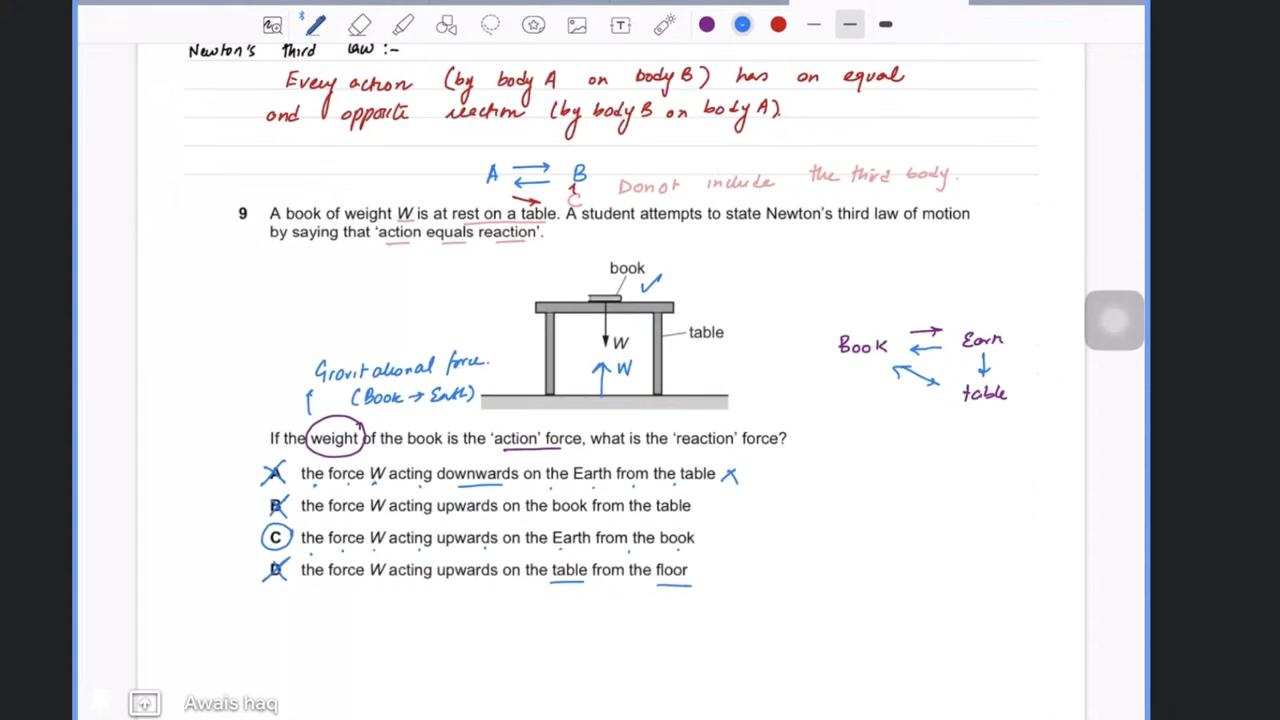 Newton's third law :-
Every action (by body A on body B) has on equal
and opposite reaction (by body B on body A).
A B Donot include the third body.
C
9 A book of weight W is at rest on a table. A student attempts to state Newton's third law of motion
by saying that 'action equals reaction'.
book
table
W
W
Book Earh
table
Gravitational force.
(Book → Earth)
If the weight of the book is the 'action' force, what is the 'reaction' force?
A the force W acting downwards on the Earth from the table
B the force W acting upwards on the book from the table
C the force W acting upwards on the Earth from the book
D the force W acting upwards on the table from the floor
Awais haq